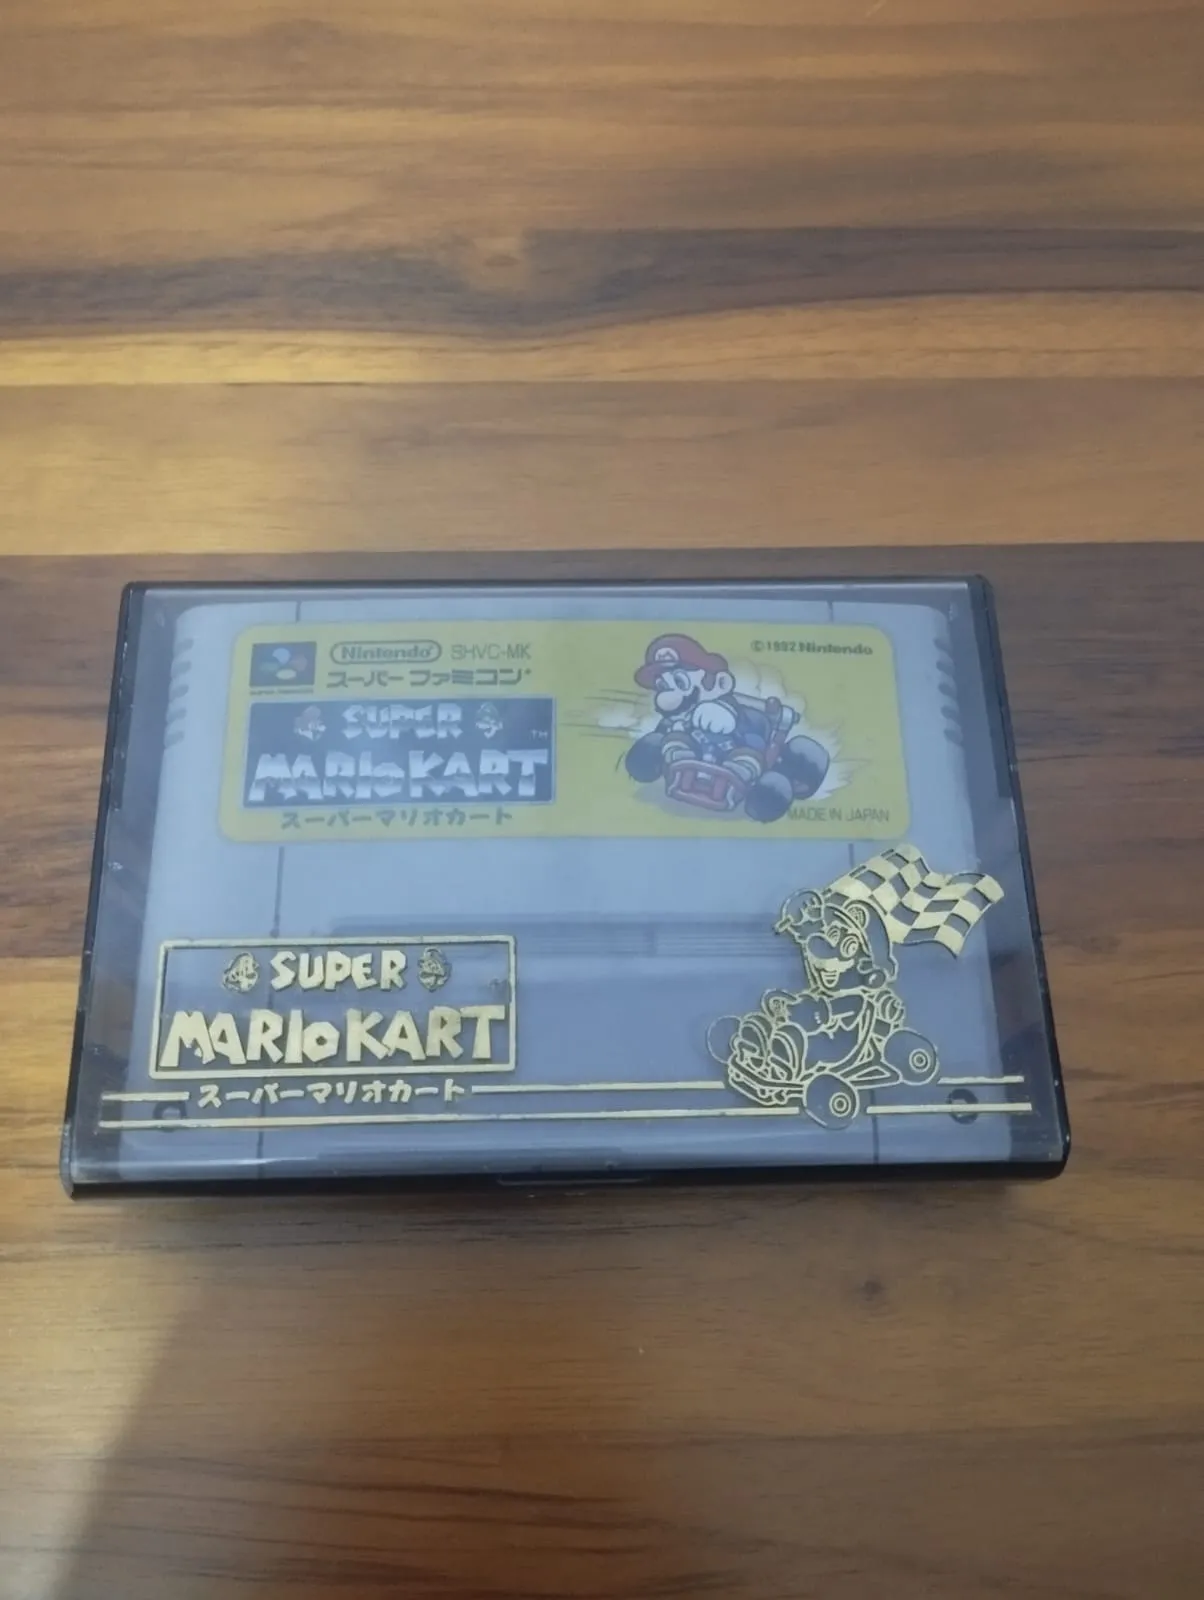 Nintendo SHVC-MK
スーパーファミコン
©1992 Nintendo
SUPER
MARIO KART
TM
スーパーマリオカート
MADE IN JAPAN
SUPER
MARIO KART
スーパーマリオカート